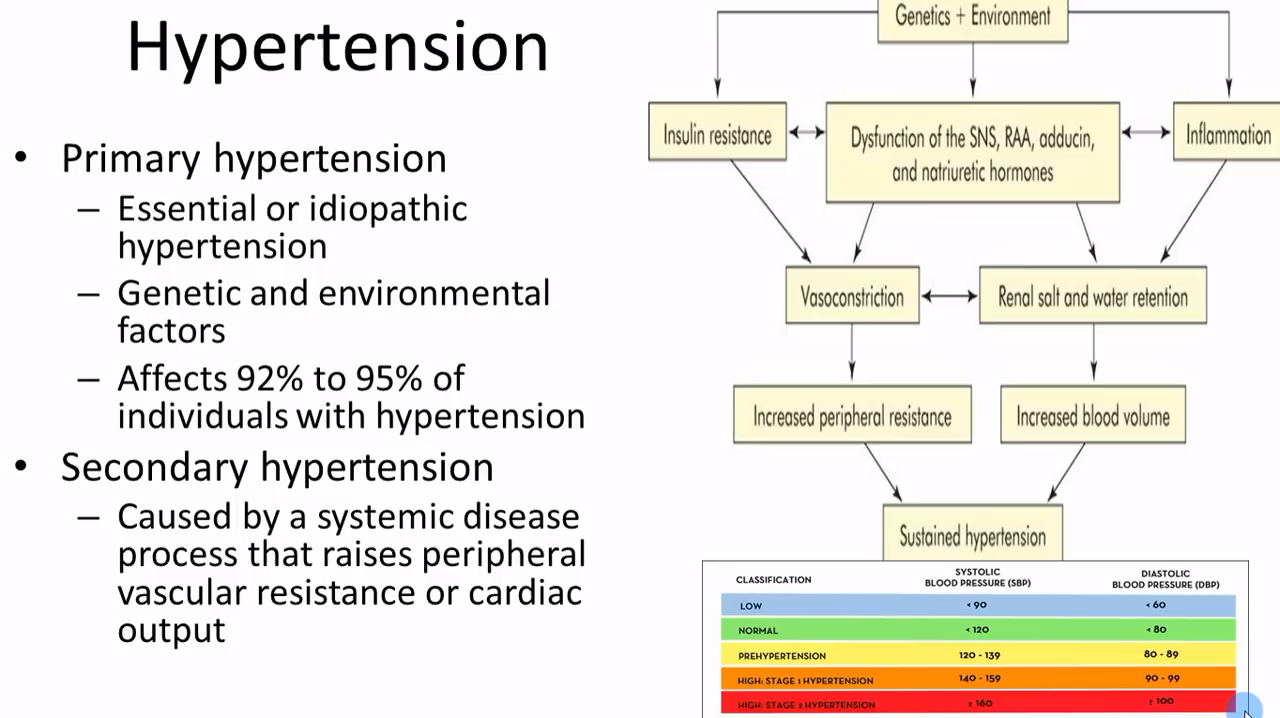 Hypertension
• Primary hypertension
– Essential or idiopathic
hypertension
– Genetic and environmental
factors
– Affects 92% to 95% of
individuals with hypertension
• Secondary hypertension
– Caused by a systemic disease
process that raises peripheral
vascular resistance or cardiac
output
Genetics + Environment
Insulin resistance
Dysfunction of the SNS, RAA, adducin,
and natriuretic hormones
Inflammation
Vasoconstriction
Renal salt and water retention
Increased peripheral resistance
Increased blood volume
Sustained hypertension
CLASSIFICATION
SYSTOLIC
BLOOD PRESSURE (SBP)
DIASTOLIC
BLOOD PRESSURE (DBP)
LOW < 90 < 60
NORMAL < 120 < 80
PREHYPERTENSION 120 - 139 80 - 89
HIGH: STAGE 1 HYPERTENSION 140 - 159 90 - 99
HIGH: STAGE 2 HYPERTENSION ≥ 160 ≥ 100